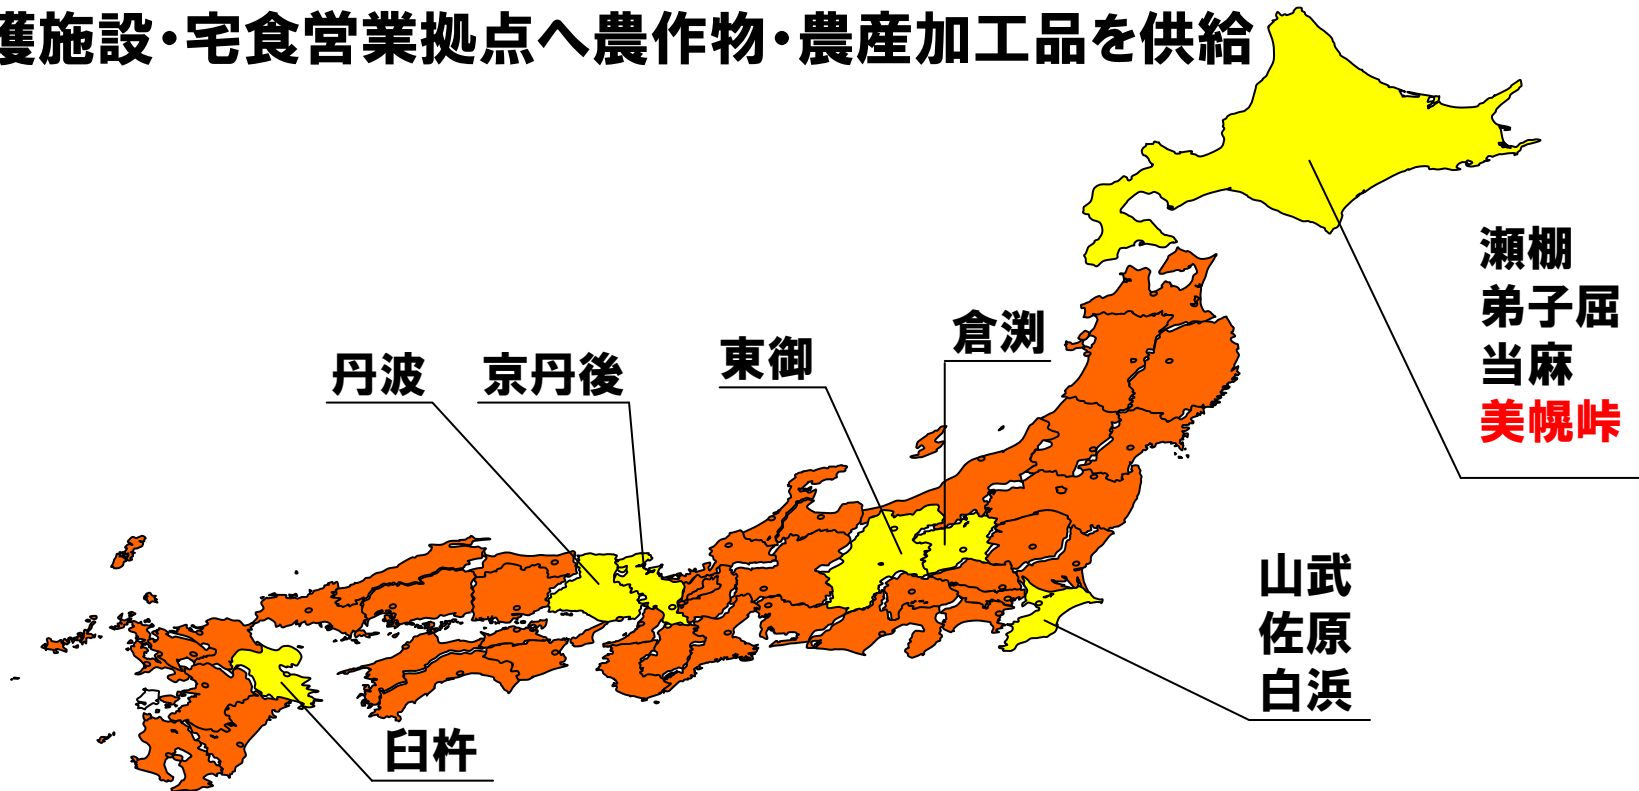 護施設・宅食営業拠点へ農作物・農産加工品を供給
瀬棚
弟子屈
当麻
美幌峠
倉渕
東御
京丹後
丹波
山武
佐原
白浜
臼杵